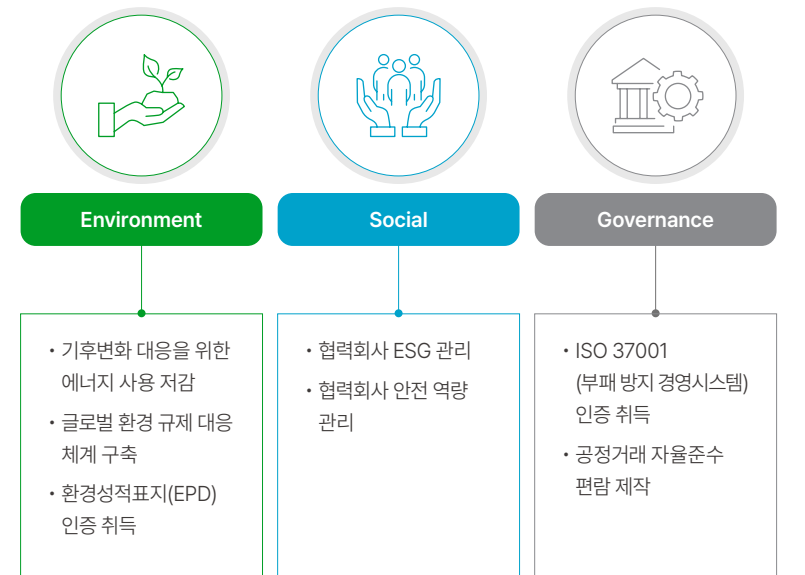 Environment
・기후변화 대응을 위한
에너지 사용 저감
・글로벌 환경 규제 대응
체계 구축
・환경성적표지(EPD)
인증 취득
Social
・협력회사 ESG 관리
・협력회사 안전 역량
관리
Governance
・ISO 37001
(부패 방지 경영시스템)
인증 취득
・공정거래 자율준수
편람 제작